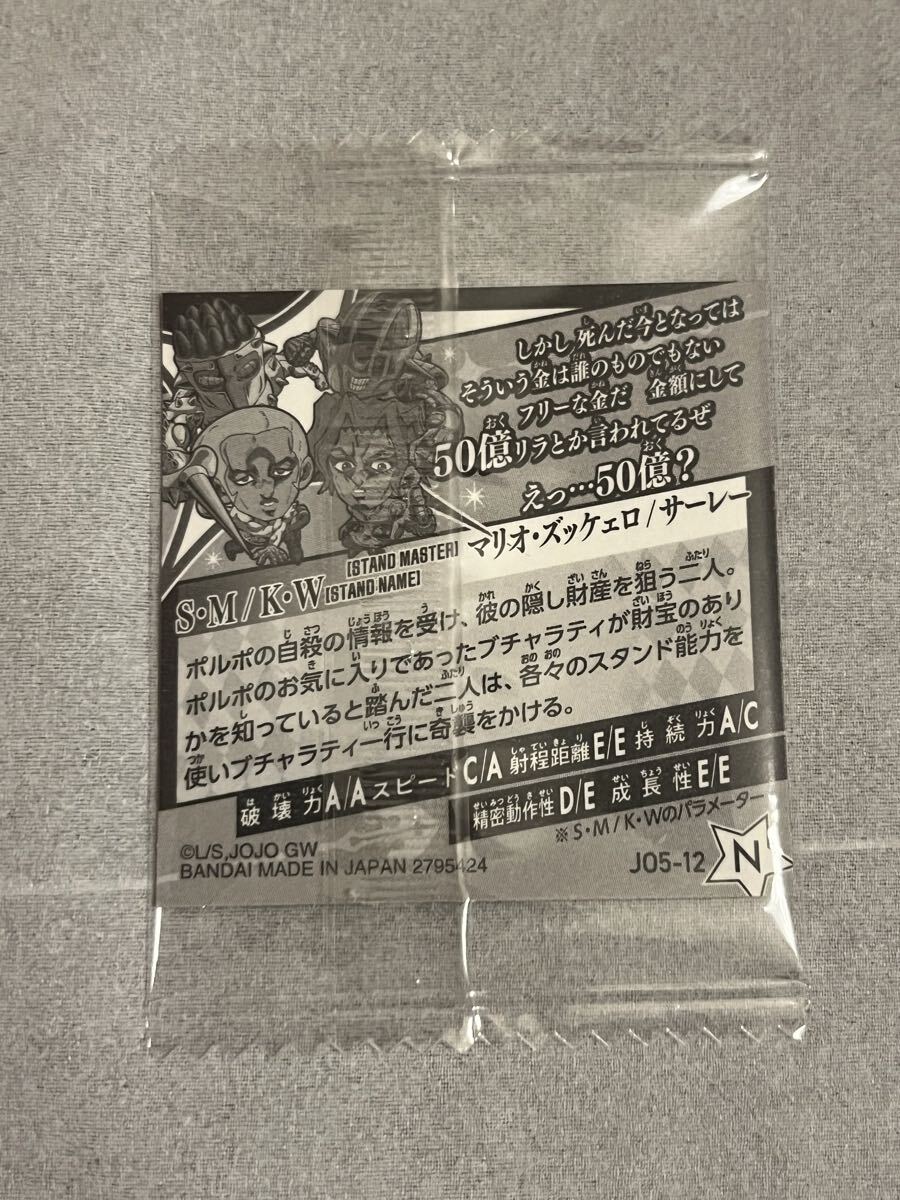 しかし死んだ今となっては
そういう金は誰のものでもない
フリーな金だ 金額にして
50億リラとか言われてるぜ
えっ…50億?
[STAND MASTER] マリオ・ズッケェロ/サーレー
S・M/K・W [STAND NAME]
ポルポの自殺の情報を受け、彼の隠し財産を狙う二人。
ポルポのお気に入りであったブチャラティが財宝のあり
かを知っていると踏んだ二人は、各々のスタンド能力を
使いブチャラティ一行に奇襲をかける。
破壊力A/A スピードC/A 射程距離E/E 持続力A/C
精密動作性D/E 成長性E/E
※S・M/K・Wのパラメーター
©L/S,JOJO GW
BANDAI MADE IN JAPAN 2795424
JO5-12 N